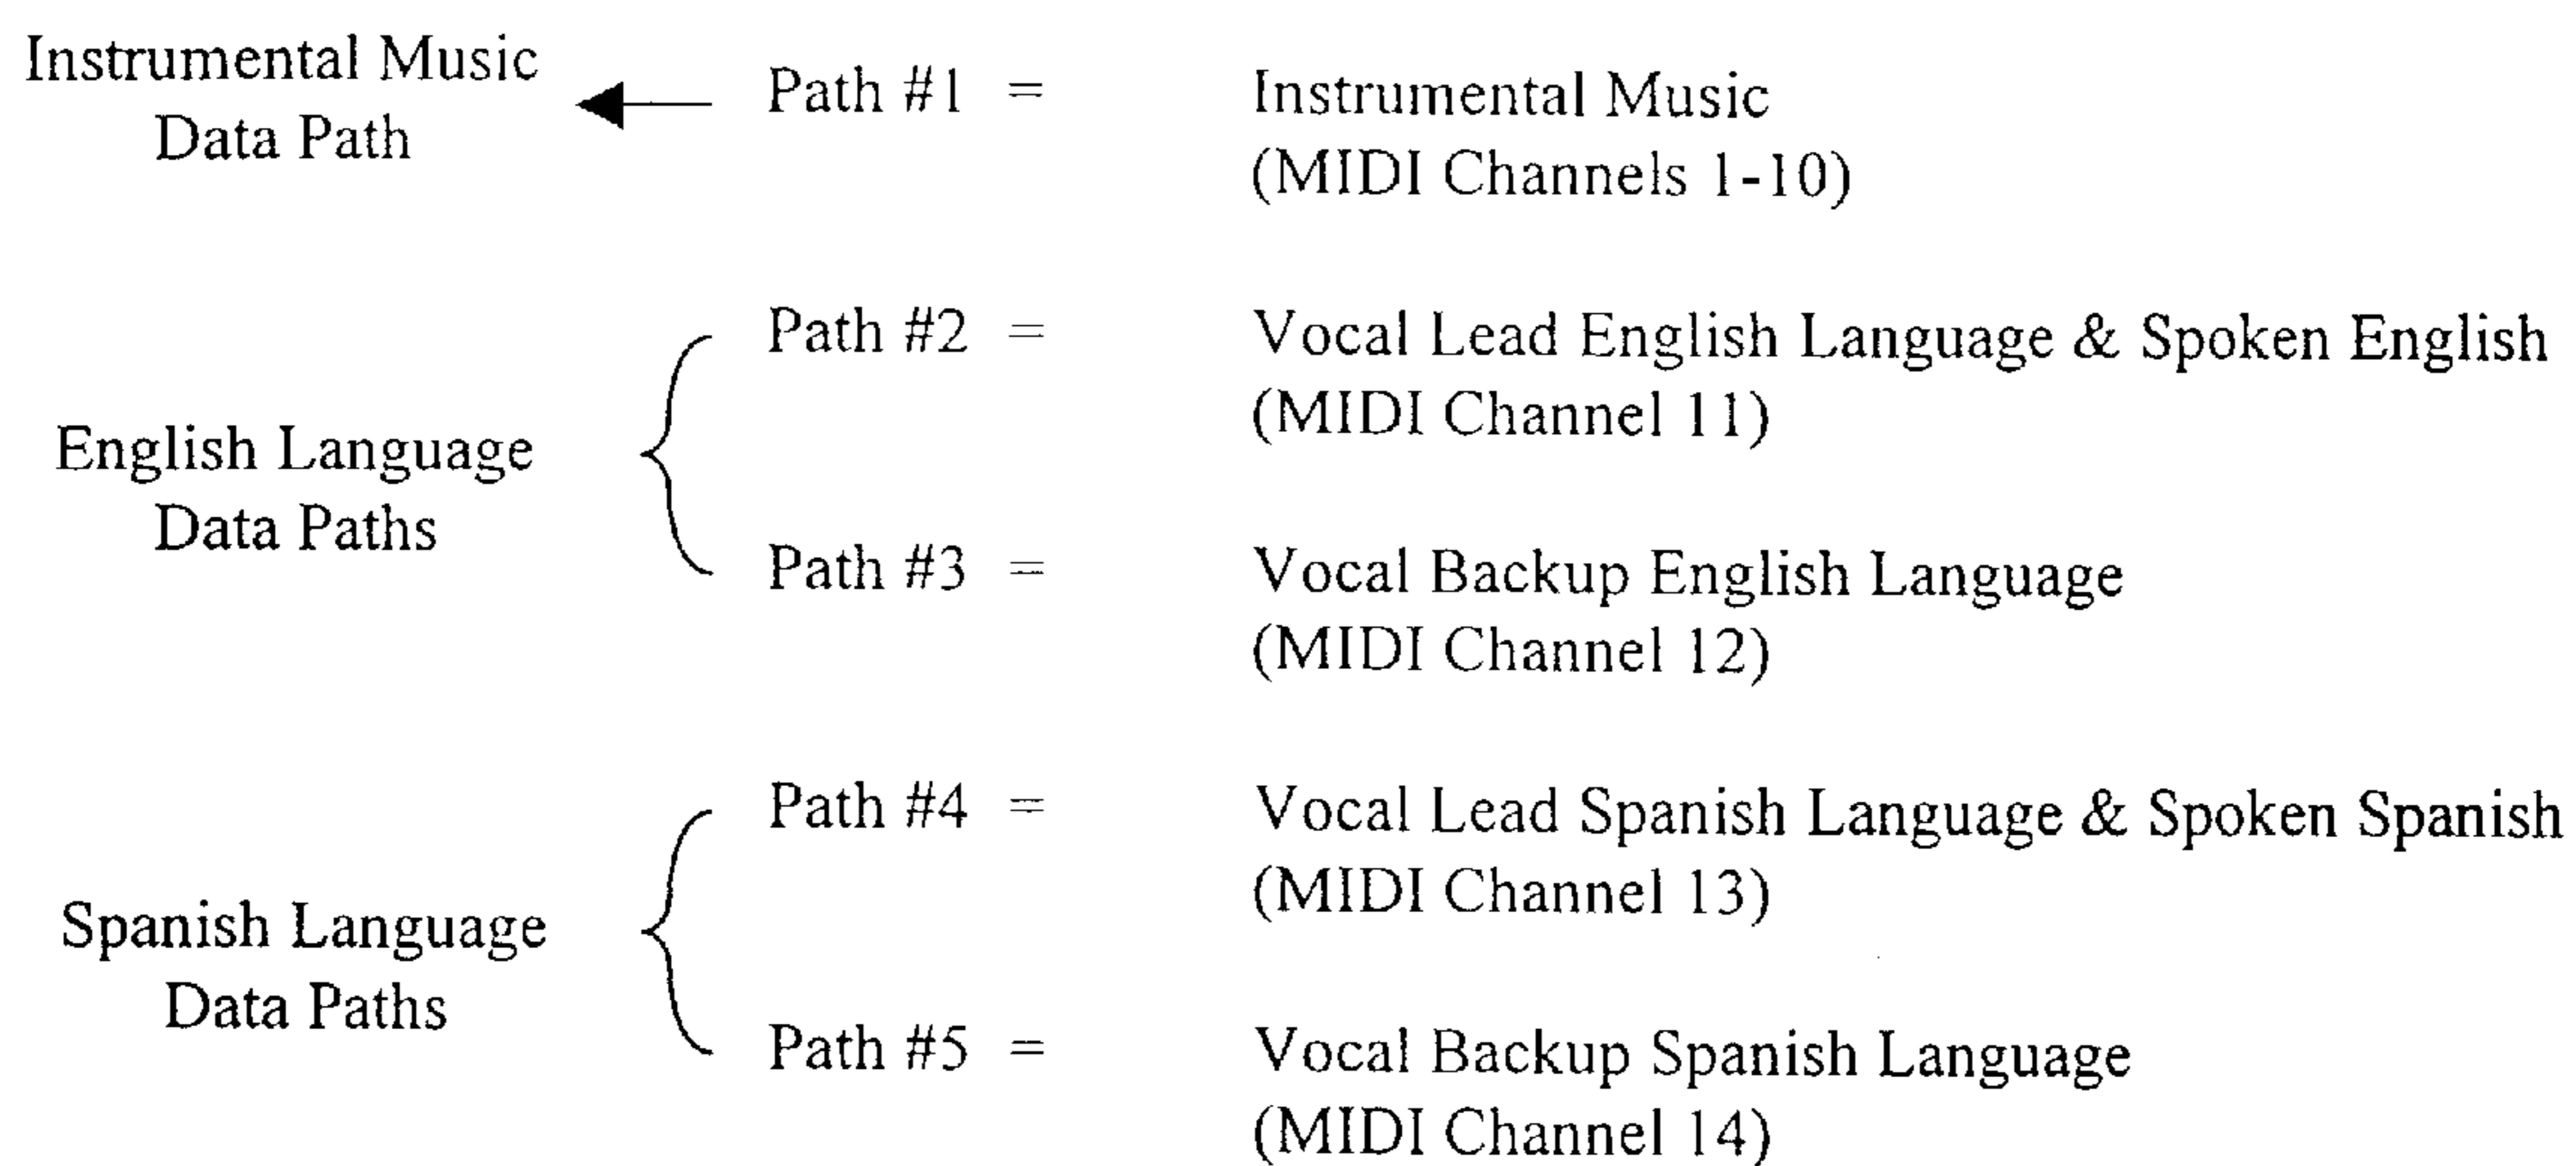 Instrumental Music
Data Path
Path #1 =
Instrumental Music
(MIDI Channels 1-10)
English Language
Data Paths
Path #2 =
Vocal Lead English Language & Spoken English
(MIDI Channel 11)
Path #3 =
Vocal Backup English Language
(MIDI Channel 12)
Spanish Language
Data Paths
Path #4 =
Vocal Lead Spanish Language & Spoken Spanish
(MIDI Channel 13)
Path #5 =
Vocal Backup Spanish Language
(MIDI Channel 14)